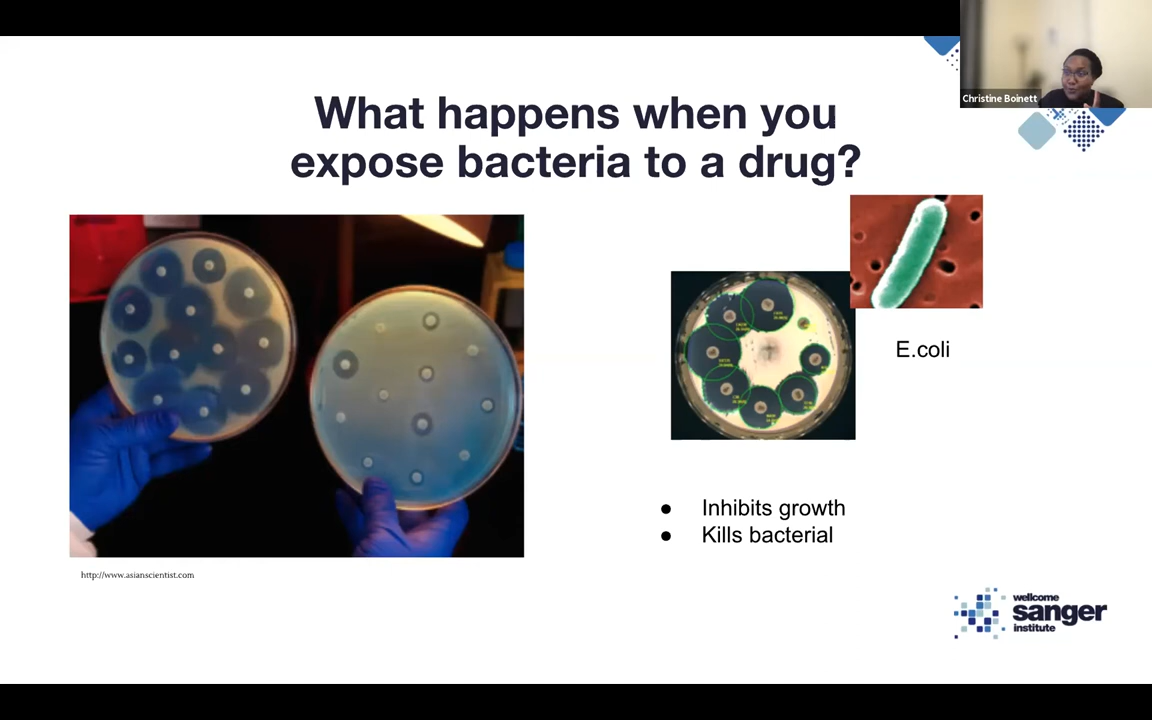 Christine Boinett
What happens when you
expose bacteria to a drug?
E.coli
● Inhibits growth
● Kills bacterial
http://www.asianscientist.com
wellcome
sanger
institute